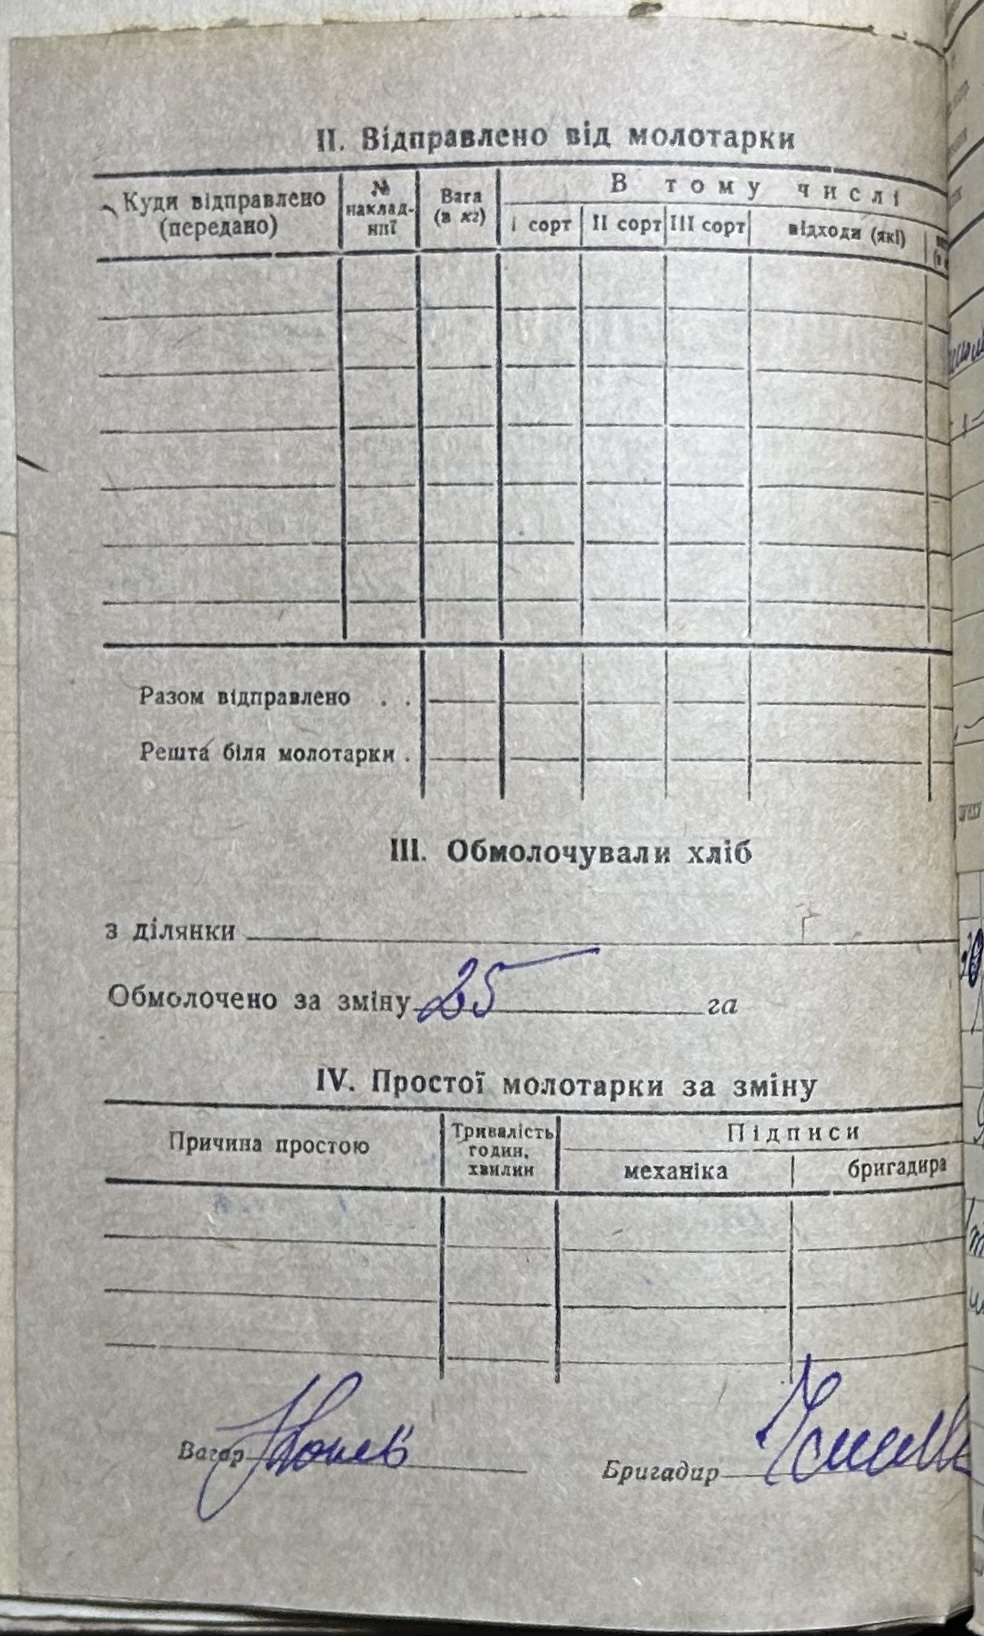 II. Відправлено від молотарки
Куди відправлено (передано)
№ наклад-ної
Вага (в кг)
В тому числі
I сорт
II сорт
III сорт
відходи (які)
Разом відправлено . .
Решта біля молотарки .
III. Обмолочували хліб
з ділянки
Обмолочено за зміну 25 га
IV. Простої молотарки за зміну
Причина простою
Тривалість годин, хвилин
Підписи
механіка
бригадира
Вагар
Бригадир